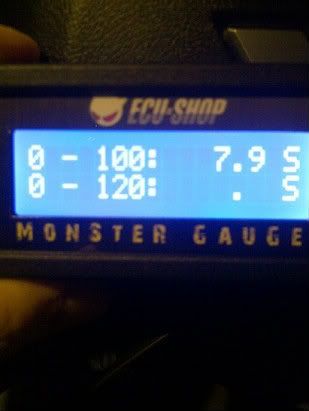 ECU-SHOP
0 - 100: 7.9 S
0 - 120: . S
MONSTER GAUGE